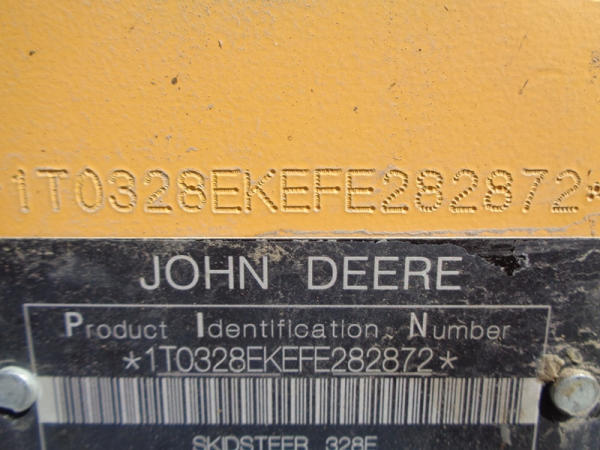 1T0328EKEFE282872*
JOHN DEERE
Product Identification Number
*1T0328EKEFE282872*
SKIDSTEER 328E